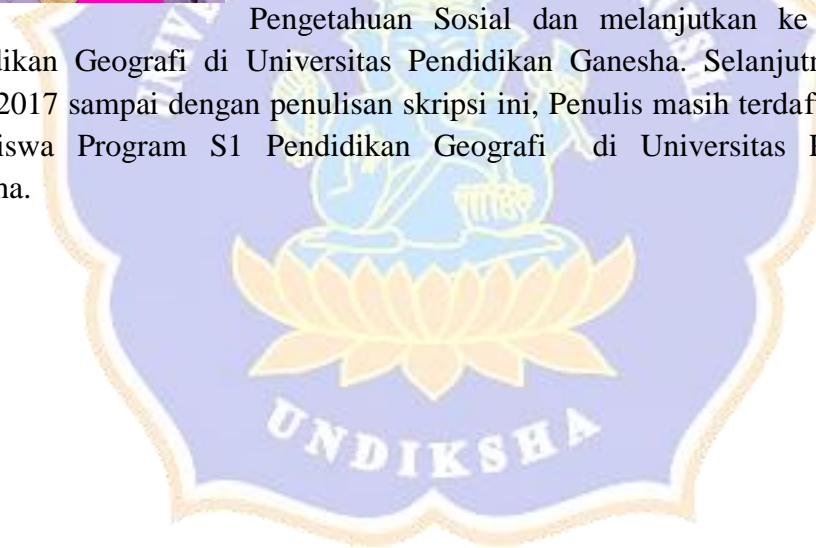 Pengetahuan Sosial dan melanjutkan ke
dikan Geografi di Universitas Pendidikan Ganesha. Selanjutn
2017 sampai dengan penulisan skripsi ini, Penulis masih terdaf
iswa Program S1 Pendidikan Geografi di Universitas
na.
UNDIKSHA